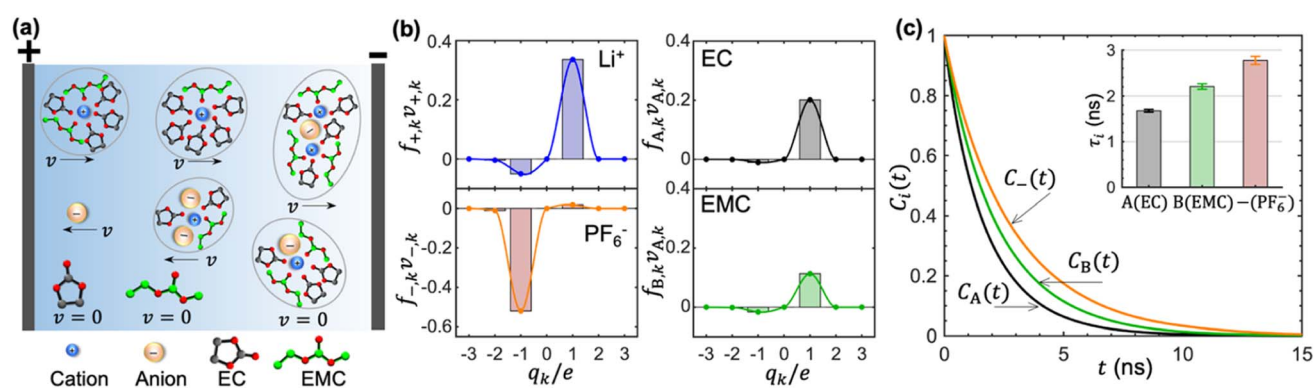 (a)
+
−
v
v
v
v
v
v = 0
v = 0
v = 0
Cation
Anion
EC
EMC
(b)
f+,kv+,k
0.4
0.2
0
Li+
f−,kv−,k
0
-0.2
-0.4
-0.6
PF6-
-3 -2 -1 0 1 2 3
qk/e
fA,kvA,k
0.4
0.2
0
EC
fB,kvA,k
0.4
0.2
0
EMC
-3 -2 -1 0 1 2 3
qk/e
(c)
Ci(t)
1
0.8
0.6
0.4
0.2
0
C−(t)
CB(t)
CA(t)
0 5 10 15
t (ns)
τi (ns)
3
2
1
0
A(EC) B(EMC) −(PF6−)